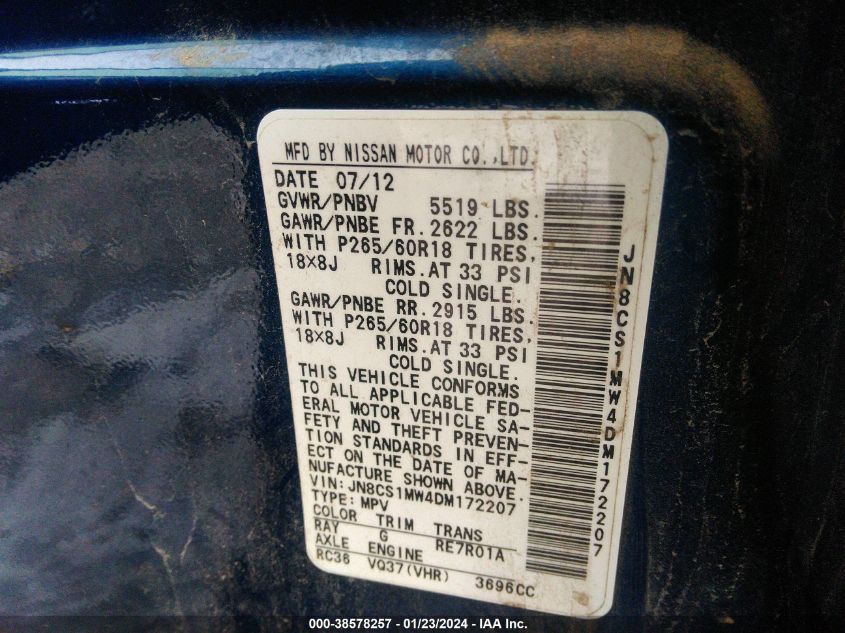 MFD BY NISSAN MOTOR CO.,LTD.
DATE 07/12
GVWR/PNBV 5519 LBS.
GAWR/PNBE FR. 2622 LBS.
WITH P265/60R18 TIRES,
18×8J RIMS.AT 33 PSI
COLD SINGLE
GAWR/PNBE RR. 2915 LBS.
WITH P265/60R18 TIRES,
18×8J RIMS.AT 33 PSI
COLD SINGLE.
THIS VEHICLE CONFORMS
TO ALL APPLICABLE FED-
ERAL MOTOR VEHICLE SA-
FETY AND THEFT PREVEN-
TION STANDARDS IN EFF-
ECT ON THE DATE OF MA-
NUFACTURE SHOWN ABOVE.
VIN:JN8CS1MW4DM172207
TYPE: MPV
COLOR TRIM TRANS
RAY G RE7R01A
AXLE ENGINE
RC36 VQ37(VHR) 3696CC
JN8CS1MW4DM172207
000-38578257 - 01/23/2024 - IAA Inc.